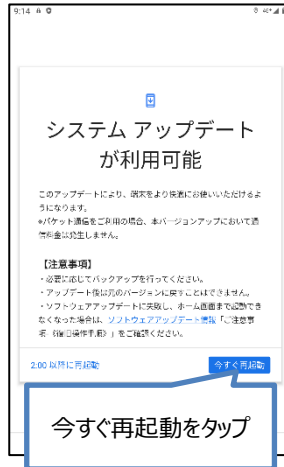 9:14
システム アップデート
が利用可能
このアップデートにより、端末をより快適にお使いいただけるよ
うになります。
※パケット通信をご利用の場合、本バージョンアップにおいて通
信料金は発生しません。
【注意事項】
・必要に応じてバックアップを行ってください。
・アップデート後は元のバージョンに戻すことはできません。
・ソフトウェアアップデートに失敗し、ホーム画面まで起動でき
なくなった場合は、ソフトウェアアップデート情報「ご注意事
項 《復旧操作手順》」をご確認ください。
2:00 以降に再起動
今すぐ再起動
今すぐ再起動をタップ